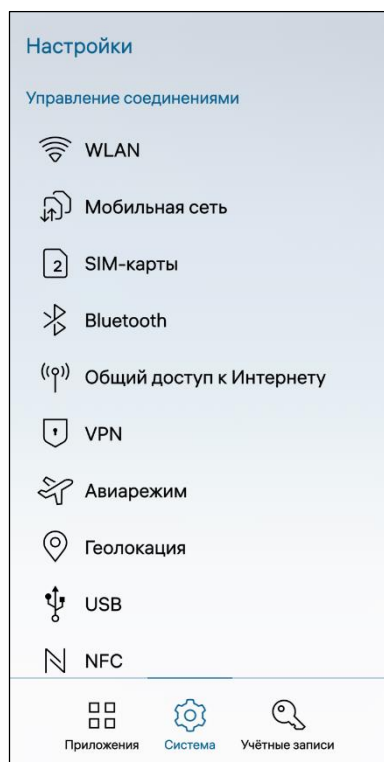 Настройки
Управление соединениями
WLAN
Мобильная сеть
2 SIM-карты
Bluetooth
Общий доступ к Интернету
VPN
Авиарежим
Геолокация
USB
NFC
Приложения Система Учётные записи